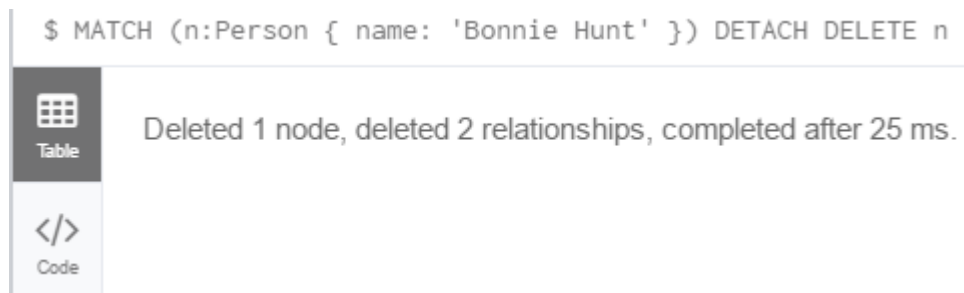 $ MATCH (n:Person { name: 'Bonnie Hunt' }) DETACH DELETE n
Deleted 1 node, deleted 2 relationships, completed after 25 ms.
Table
</>
Code